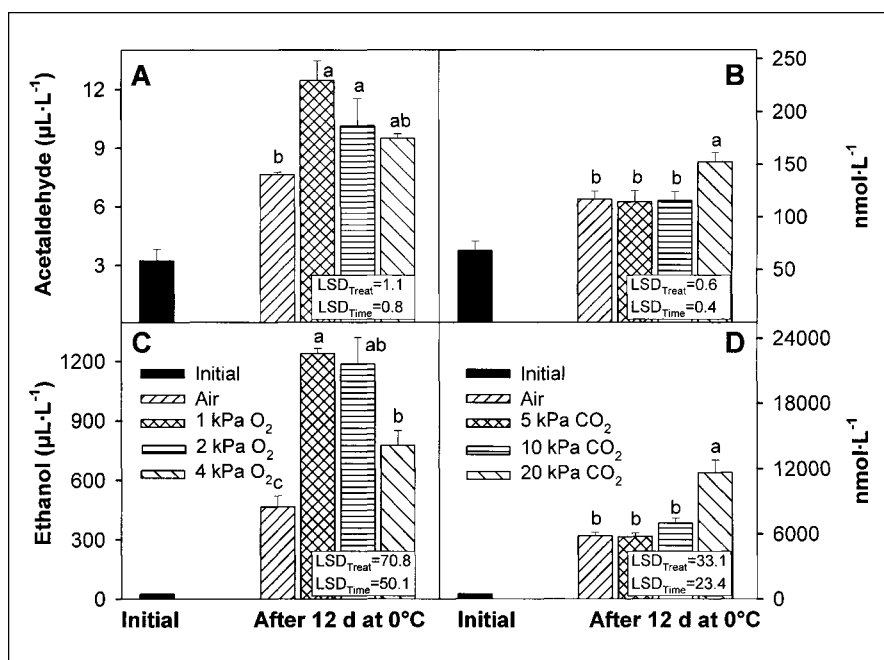 A
B
Acetaldehyde (µL·L⁻¹)
12
9
6
3
a
a
ab
b
LSD_Treat=1.1
LSD_Time=0.8
a
b
b
b
LSD_Treat=0.6
LSD_Time=0.4
250
200
150
100
50
nmol·L⁻¹
C
D
Ethanol (µL·L⁻¹)
1200
900
600
300
0
Initial
Air
1 kPa O₂
2 kPa O₂
4 kPa O₂
c
a
ab
b
LSD_Treat=70.8
LSD_Time=50.1
Initial
Air
5 kPa CO₂
10 kPa CO₂
20 kPa CO₂
b
b
b
a
LSD_Treat=33.1
LSD_Time=23.4
24000
18000
12000
6000
0
nmol·L⁻¹
Initial
After 12 d at 0°C
Initial
After 12 d at 0°C